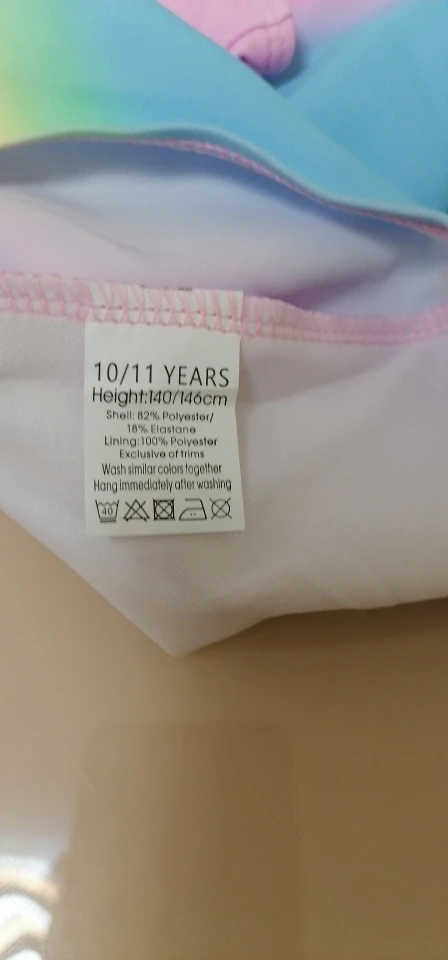 10/11 YEARS
Height:140/146cm
Shell: 82% Polyester/
18% Elastane
Lining:100% Polyester
Exclusive of trims
Wash similar colors together
Hang immediately after washing
40